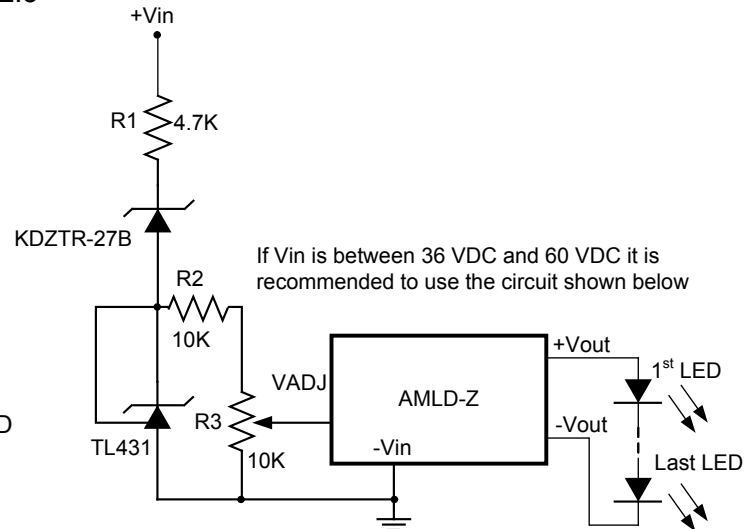 +Vin
R1
4.7K
KDZTR-27B
If Vin is between 36 VDC and 60 VDC it is
recommended to use the circuit shown below
R2
10K
+Vout
1st LED
VADJ
AMLD-Z
R3
-Vout
D
TL431
10K
-Vin
Last LED